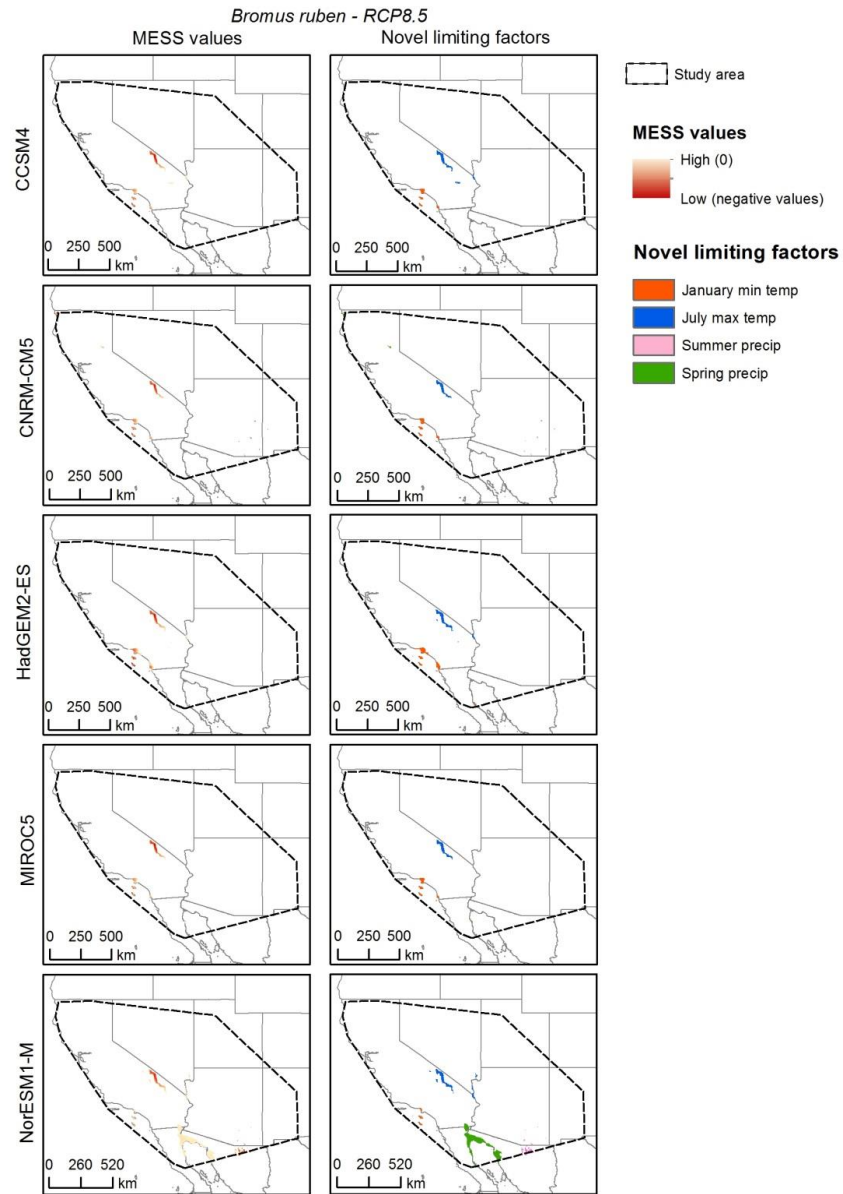 Bromus ruben - RCP8.5
MESS values
Novel limiting factors
CCSM4
0 250 500
km
0 250 500
km
CNRM-CM5
0 250 500
km
0 250 500
km
HadGEM2-ES
0 250 500
km
0 250 500
km
MIROC5
0 250 500
km
0 250 500
km
NorESM1-M
0 260 520
km
0 260 520
km
Study area
MESS values
High (0)
Low (negative values)
Novel limiting factors
January min temp
July max temp
Summer precip
Spring precip